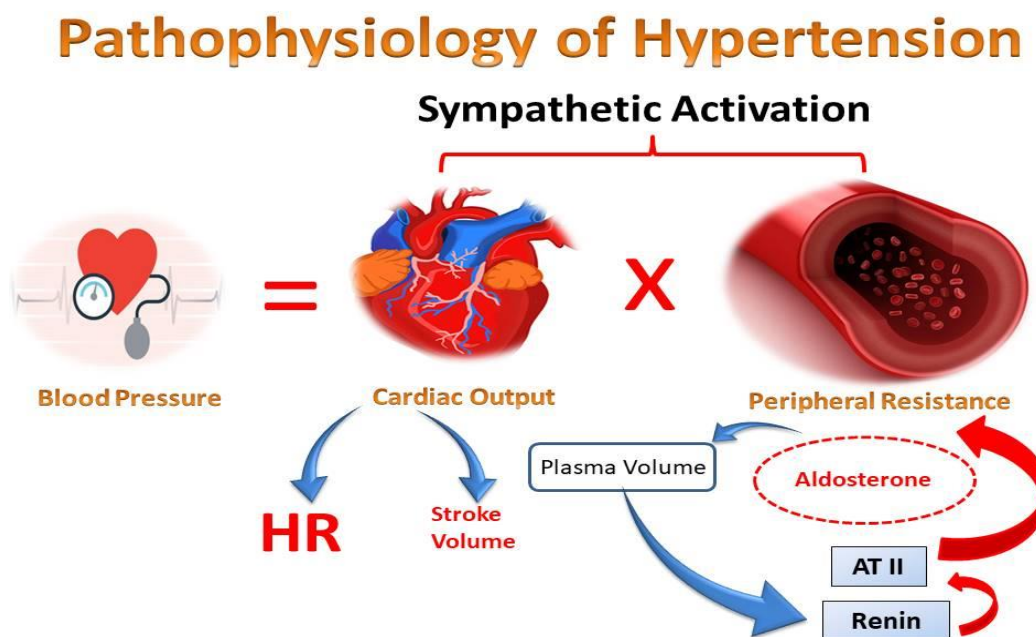 Pathophysiology of Hypertension
Sympathetic Activation
=
X
Blood Pressure
Cardiac Output
Peripheral Resistance
Plasma Volume
Aldosterone
HR
Stroke
Volume
AT II
Renin